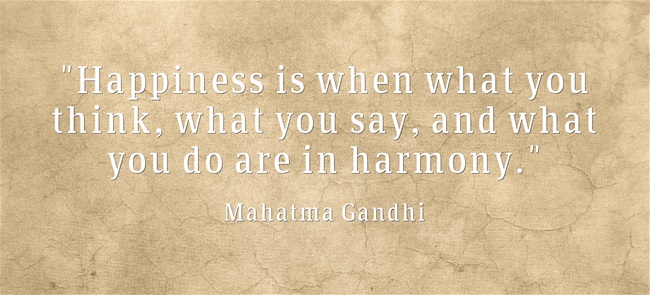 "Happiness is when what you
think, what you say, and what
you do are in harmony."
Mahatma Gandhi